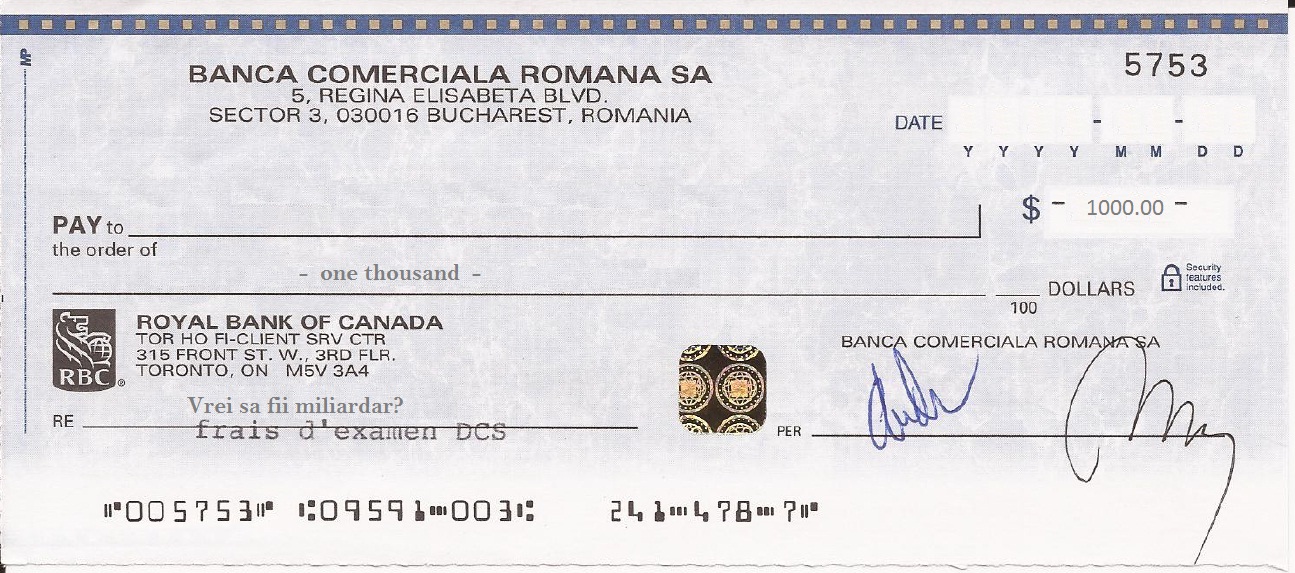 MP
BANCA COMERCIALA ROMANA SA
5, REGINA ELISABETA BLVD.
SECTOR 3, 030016 BUCHAREST, ROMANIA
5753
DATE - -
Y Y Y Y M M D D
PAY to
the order of
$ - 1000.00 -
- one thousand -
100 DOLLARS
Security
features
included.
RBC®
ROYAL BANK OF CANADA
TOR HO FI-CLIENT SRV CTR
315 FRONT ST. W., 3RD FLR.
TORONTO, ON M5V 3A4
BANCA COMERCIALA ROMANA SA
RE Vrei sa fii miliardar?
frais d'examen DCS
PER
⑈005753⑈ ⑆09591⑉003⑆ 241⑉478⑉7⑈